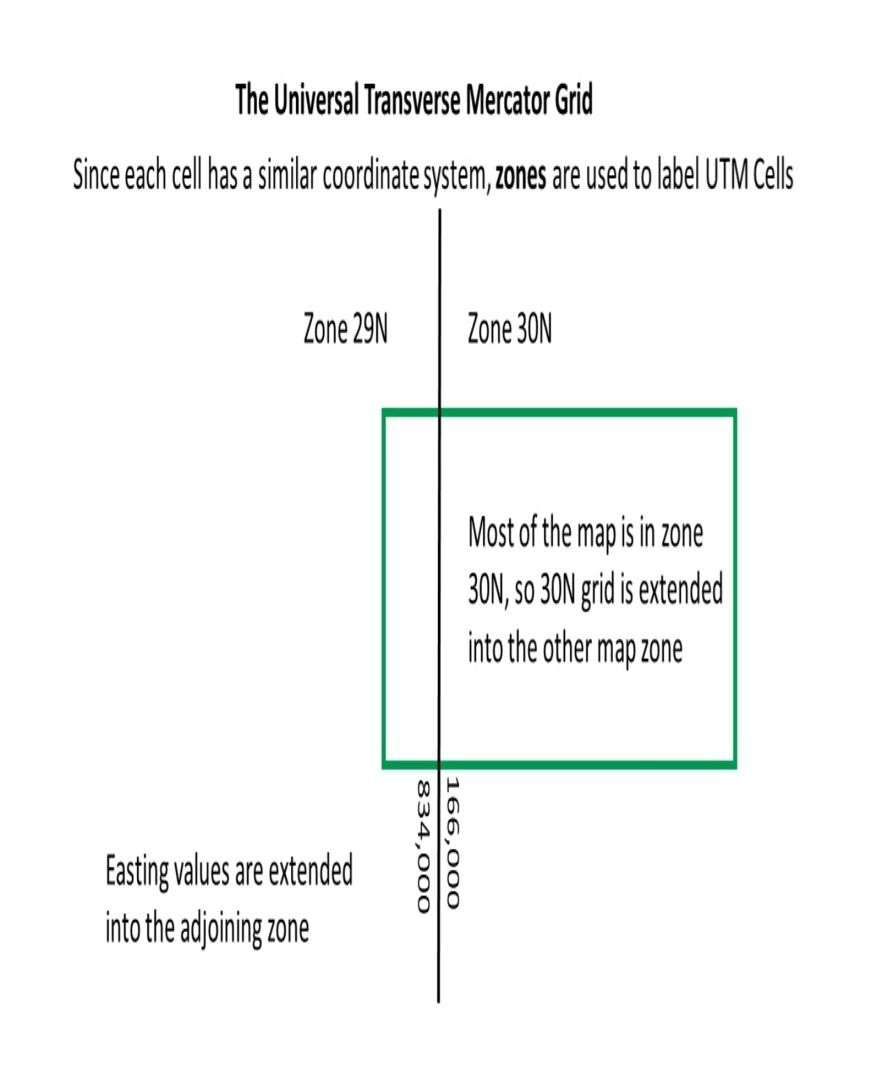 The Universal Transverse Mercator Grid
Since each cell has a similar coordinate system, zones are used to label UTM Cells
Zone 29N
Zone 30N
Most of the map is in zone
30N, so 30N grid is extended
into the other map zone
834,000
166,000
Easting values are extended
into the adjoining zone